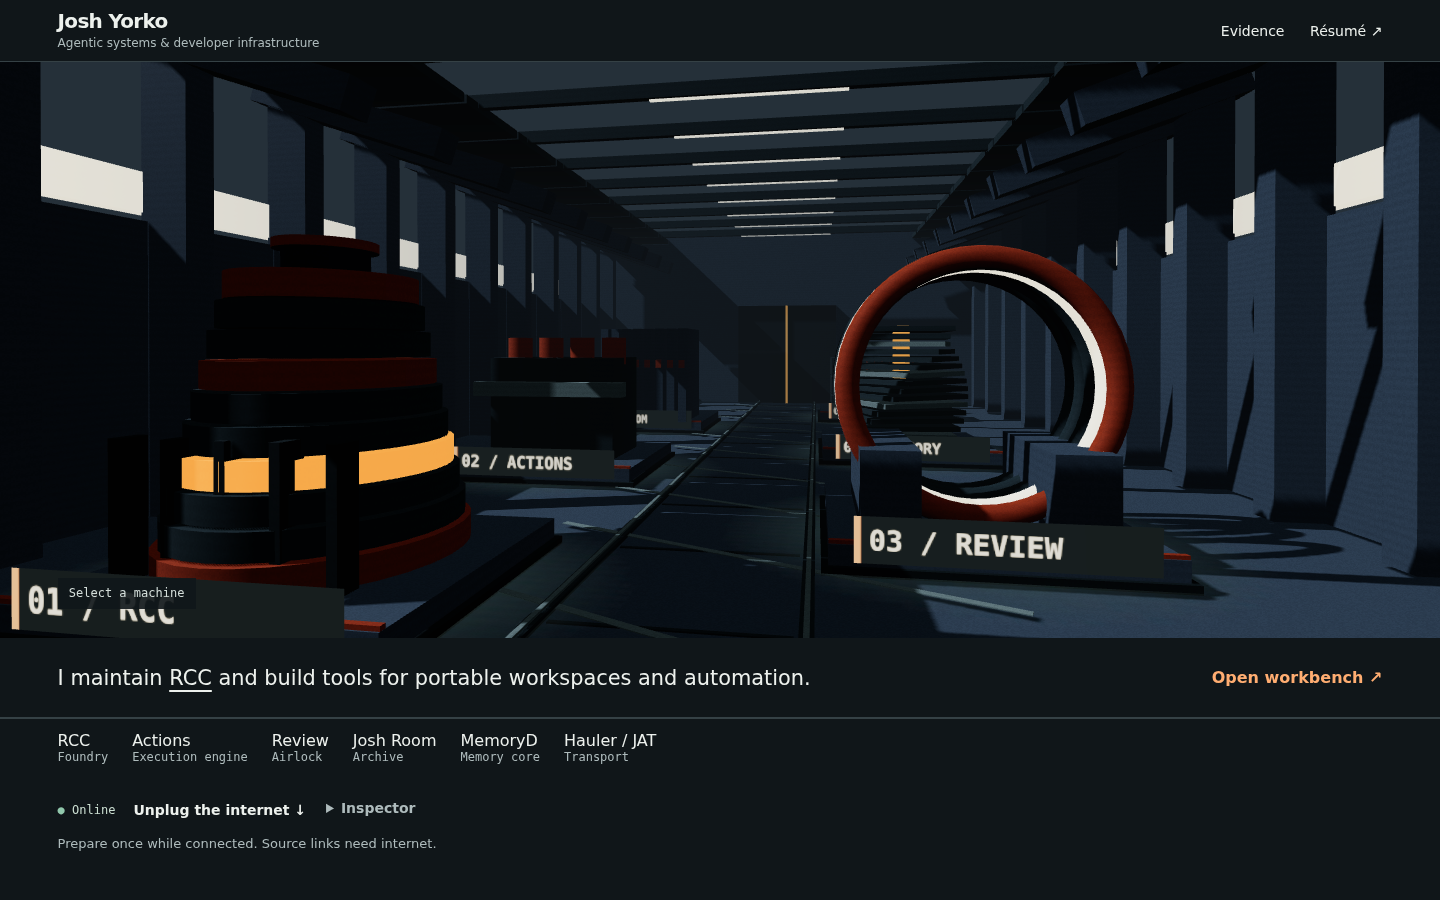 Josh Yorko
Agentic systems & developer infrastructure
Evidence
Résumé ↗
02 / ACTIONS
03 / REVIEW
01 / RCC
Select a machine
I maintain RCC and build tools for portable workspaces and automation.
Open workbench ↗
RCC
Foundry
Actions
Execution engine
Review
Airlock
Josh Room
Archive
MemoryD
Memory core
Hauler / JAT
Transport
● Online
Unplug the internet ↓
▶ Inspector
Prepare once while connected. Source links need internet.